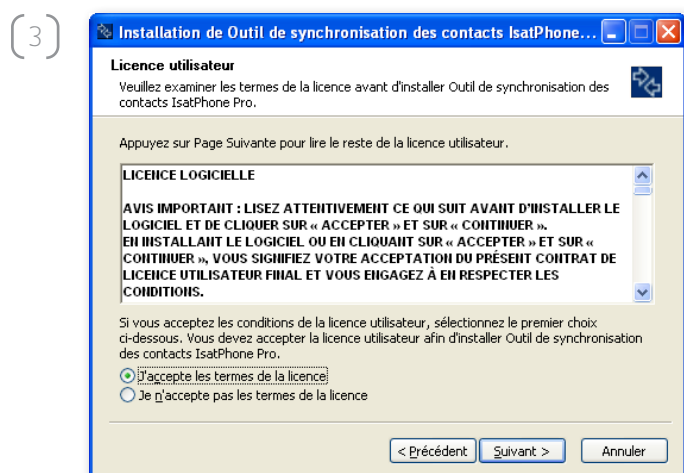 (3)
Installation de Outil de synchronisation des contacts IsatPhone...
Licence utilisateur
Veuillez examiner les termes de la licence avant d'installer Outil de synchronisation des
contacts IsatPhone Pro.
Appuyez sur Page Suivante pour lire le reste de la licence utilisateur.
LICENCE LOGICIELLE
AVIS IMPORTANT : LISEZ ATTENTIVEMENT CE QUI SUIT AVANT D'INSTALLER LE
LOGICIEL ET DE CLIQUER SUR « ACCEPTER » ET SUR « CONTINUER ».
EN INSTALLANT LE LOGICIEL OU EN CLIQUANT SUR « ACCEPTER » ET SUR «
CONTINUER », VOUS SIGNIFIEZ VOTRE ACCEPTATION DU PRÉSENT CONTRAT DE
LICENCE UTILISATEUR FINAL ET VOUS ENGAGEZ À EN RESPECTER LES
CONDITIONS.
Si vous acceptez les conditions de la licence utilisateur, sélectionnez le premier choix
ci-dessous. Vous devez accepter la licence utilisateur afin d'installer Outil de synchronisation
des contacts IsatPhone Pro.
J'accepte les termes de la licence
Je n'accepte pas les termes de la licence
< Précédent Suivant > Annuler